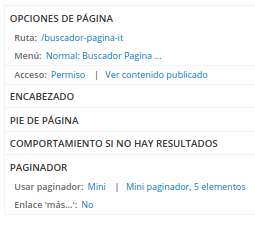 OPCIONES DE PÁGINA
Ruta: /buscador-pagina-it
Menú: Normal: Buscador Pagina ...
Acceso: Permiso | Ver contenido publicado
ENCABEZADO
PIE DE PÁGINA
COMPORTAMIENTO SI NO HAY RESULTADOS
PAGINADOR
Usar paginador: Mini | Mini paginador, 5 elementos
Enlace 'más...': No